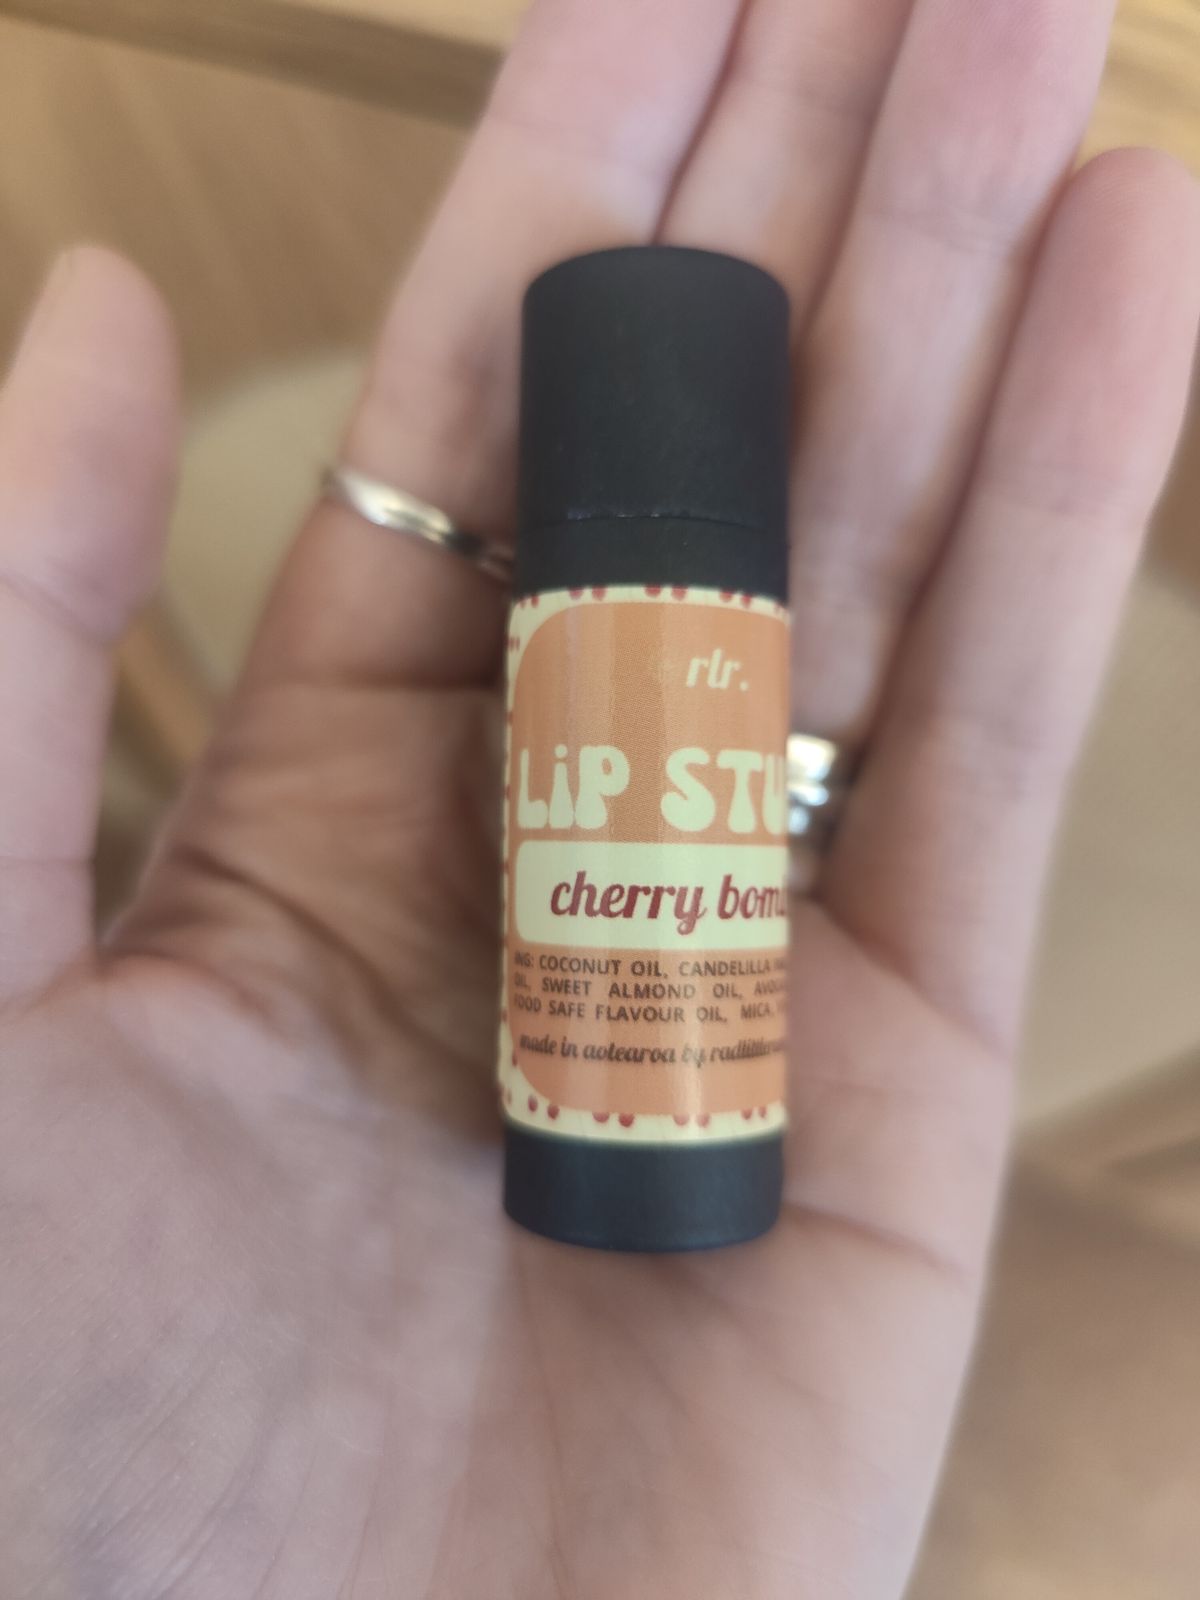 rlr.
LiP STU
cherry bomb
ING: COCONUT OIL, CANDELILLA
OIL, SWEET ALMOND OIL,
FOOD SAFE FLAVOUR OIL, MICA,
made in aotearoa by